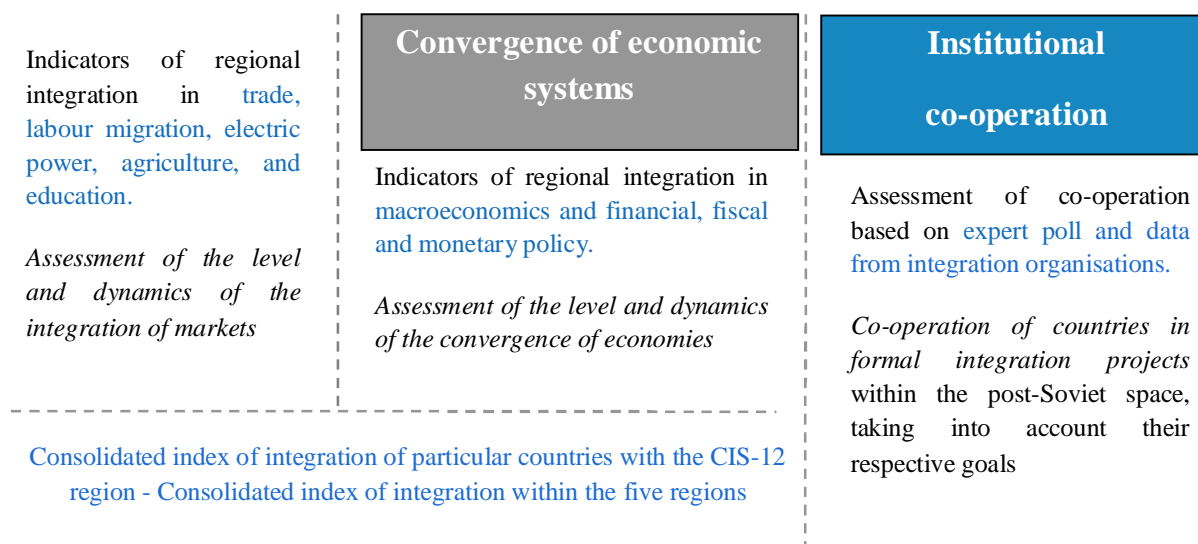 Indicators of regional
integration in trade,
labour migration, electric
power, agriculture, and
education.
Assessment of the level
and dynamics of the
integration of markets
Convergence of economic
systems
Indicators of regional integration in
macroeconomics and financial, fiscal
and monetary policy.
Assessment of the level and dynamics
of the convergence of economies
Consolidated index of integration of particular countries with the CIS-12
region - Consolidated index of integration within the five regions
Institutional
co-operation
Assessment of co-operation
based on expert poll and data
from integration organisations.
Co-operation of countries in
formal integration projects
within the post-Soviet space,
taking into account their
respective goals